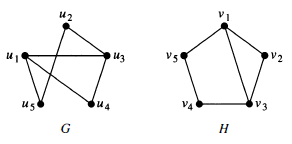 u₂ v₁
u₁ u₃ v₅ v₂
u₅ u₄ v₄ v₃
G H